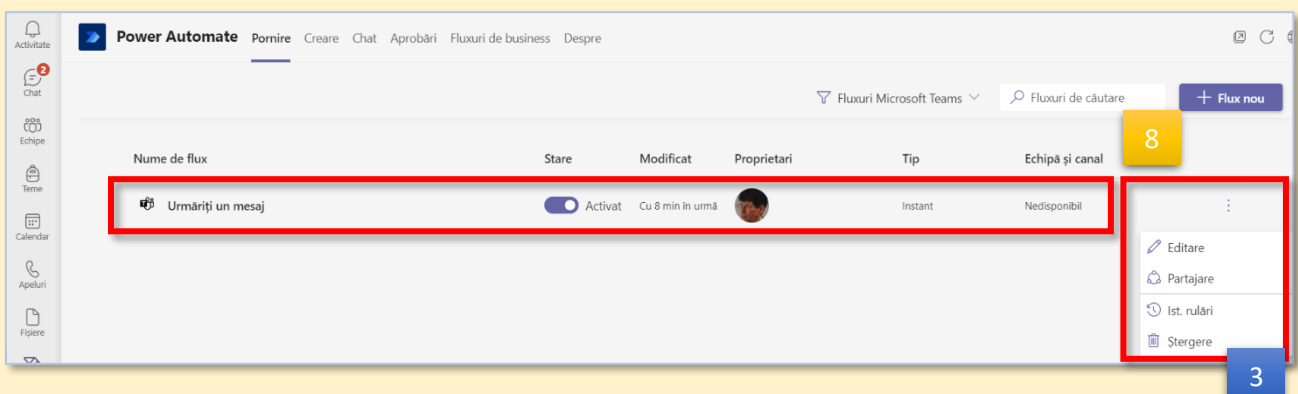 Activitate
Power Automate Pornire Creare Chat Aprobări Fluxuri de business Despre
2
Chat
Fluxuri Microsoft Teams
Fluxuri de căutare
+ Flux nou
Echipe
8
Nume de flux Stare Modificat Proprietari Tip Echipă și canal
Teme
Urmăriți un mesaj Activat Cu 8 min în urmă Instant Nedisponibil
Calendar
Editare
Apeluri
Partajare
Ist. rulări
Fișiere
Ștergere
3